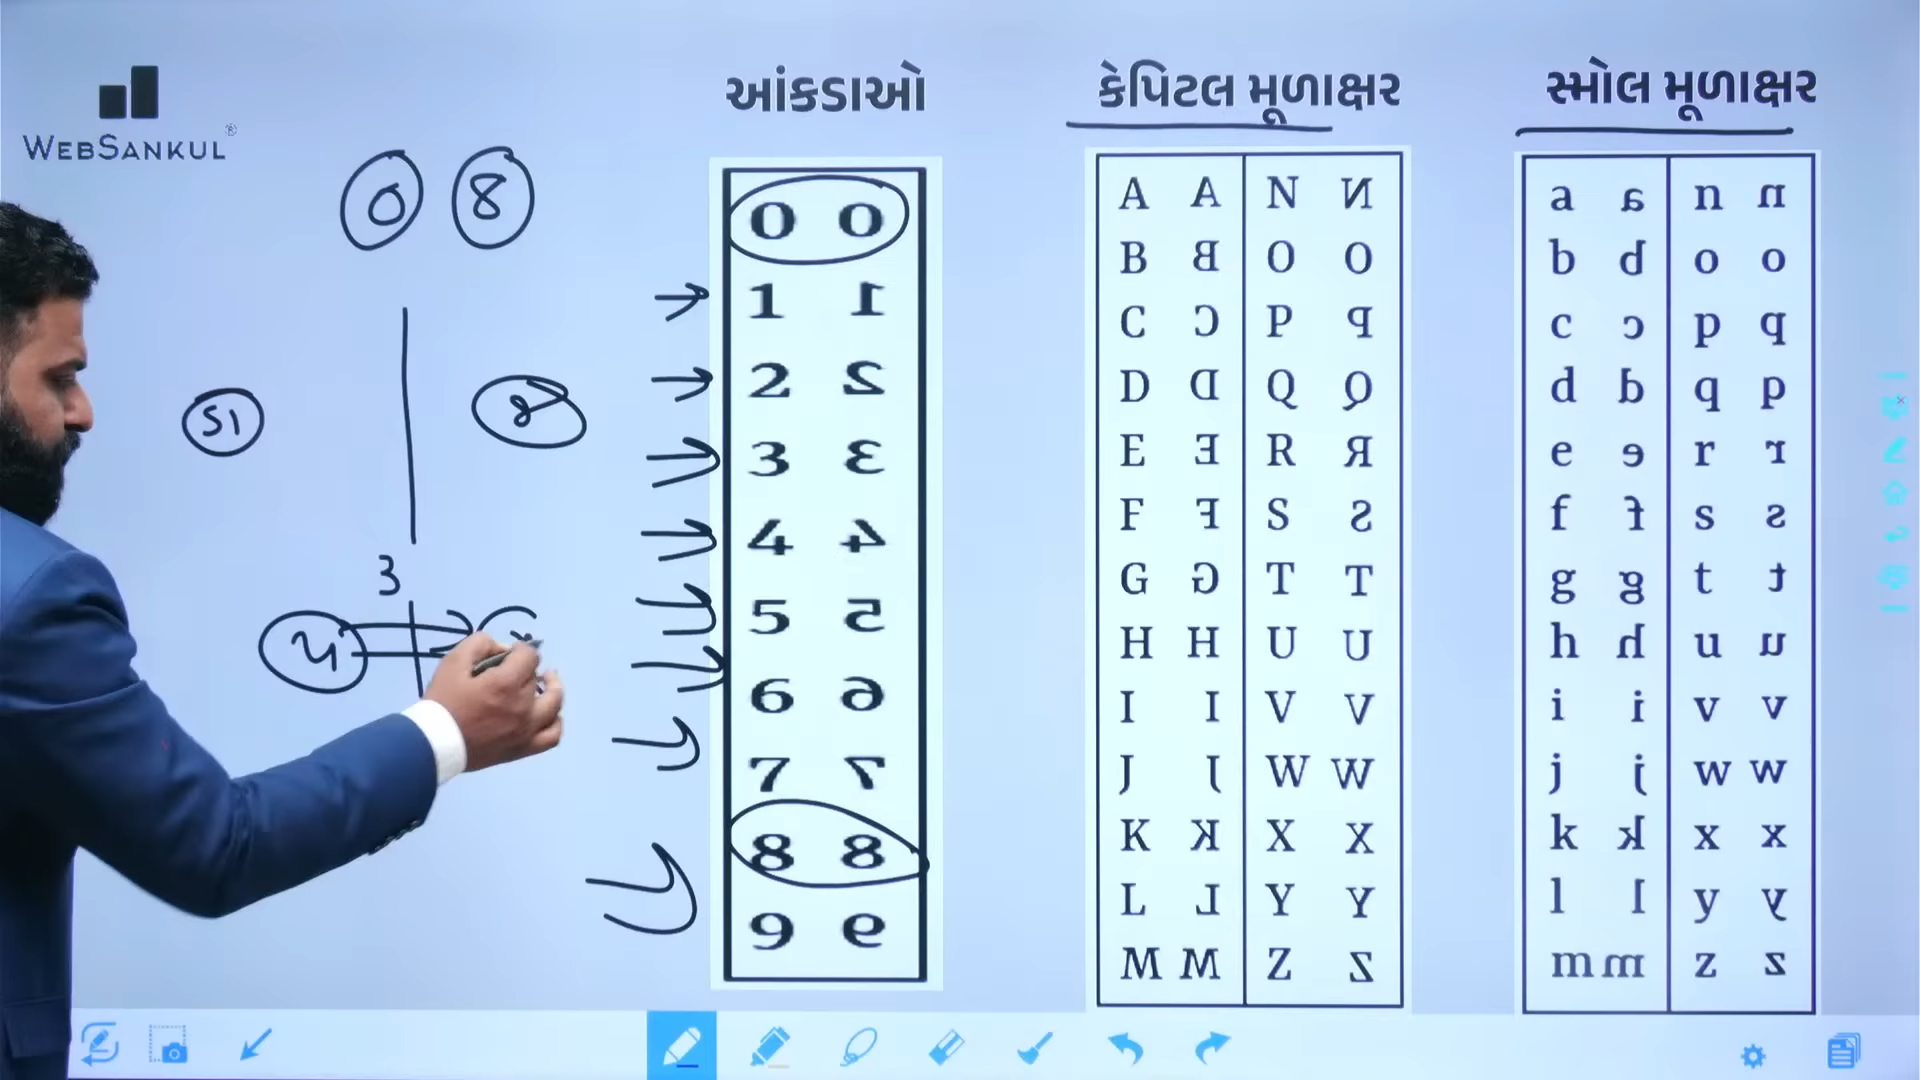 WEBSANKUL®
0 8
SI
3
આંકડાઓ
0 0
1 1
2 2
3 3
4 4
5 5
6 6
7 7
8 8
9 9
કેપિટલ મૂળાક્ષર
A A N N
B B O O
C C P P
D D Q Q
E E R R
F F S S
G G T T
H H U U
I I V V
J J W W
K K X X
L L Y Y
M M Z Z
સ્મોલ મૂળાક્ષર
a a n n
b b o o
c c p p
d d q q
e e r r
f f s s
g g t t
h h u u
i i v v
j j w w
k k x x
l l y y
m m z z